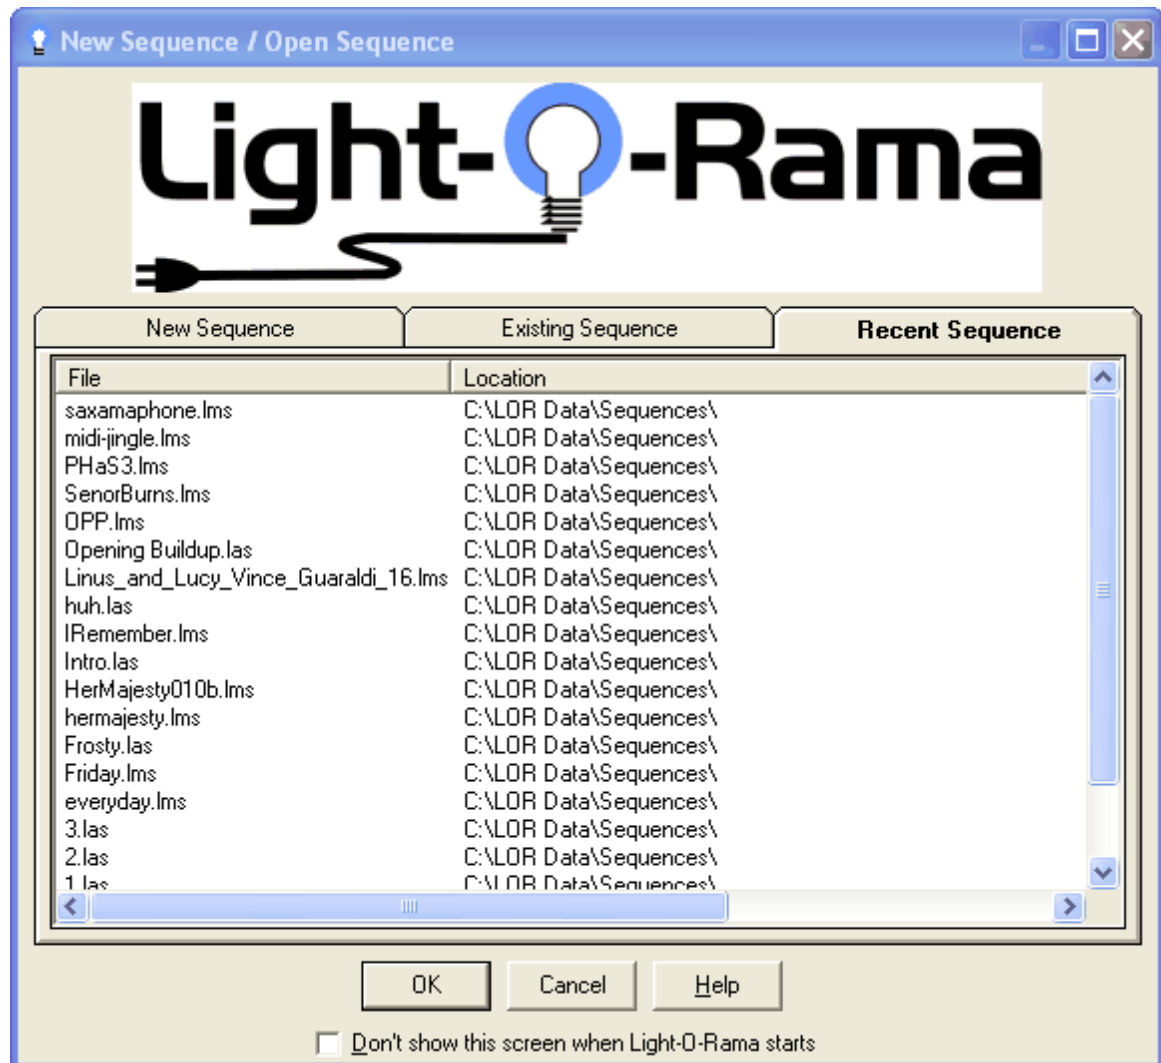 New Sequence / Open Sequence
Light-O-Rama
New Sequence Existing Sequence Recent Sequence
File Location
saxamaphone.lms C:\LOR Data\Sequences\
midi-jingle.lms C:\LOR Data\Sequences\
PHaS3.lms C:\LOR Data\Sequences\
SenorBurns.lms C:\LOR Data\Sequences\
OPP.lms C:\LOR Data\Sequences\
Opening Buildup.las C:\LOR Data\Sequences\
Linus_and_Lucy_Vince_Guaraldi_16.lms C:\LOR Data\Sequences\
huh.las C:\LOR Data\Sequences\
IRemember.lms C:\LOR Data\Sequences\
Intro.las C:\LOR Data\Sequences\
HerMajesty010b.lms C:\LOR Data\Sequences\
hermajesty.lms C:\LOR Data\Sequences\
Frosty.las C:\LOR Data\Sequences\
Friday.lms C:\LOR Data\Sequences\
everyday.lms C:\LOR Data\Sequences\
3.las C:\LOR Data\Sequences\
2.las C:\LOR Data\Sequences\
1.las C:\LOR Data\Sequences\
OK Cancel Help
Don't show this screen when Light-O-Rama starts